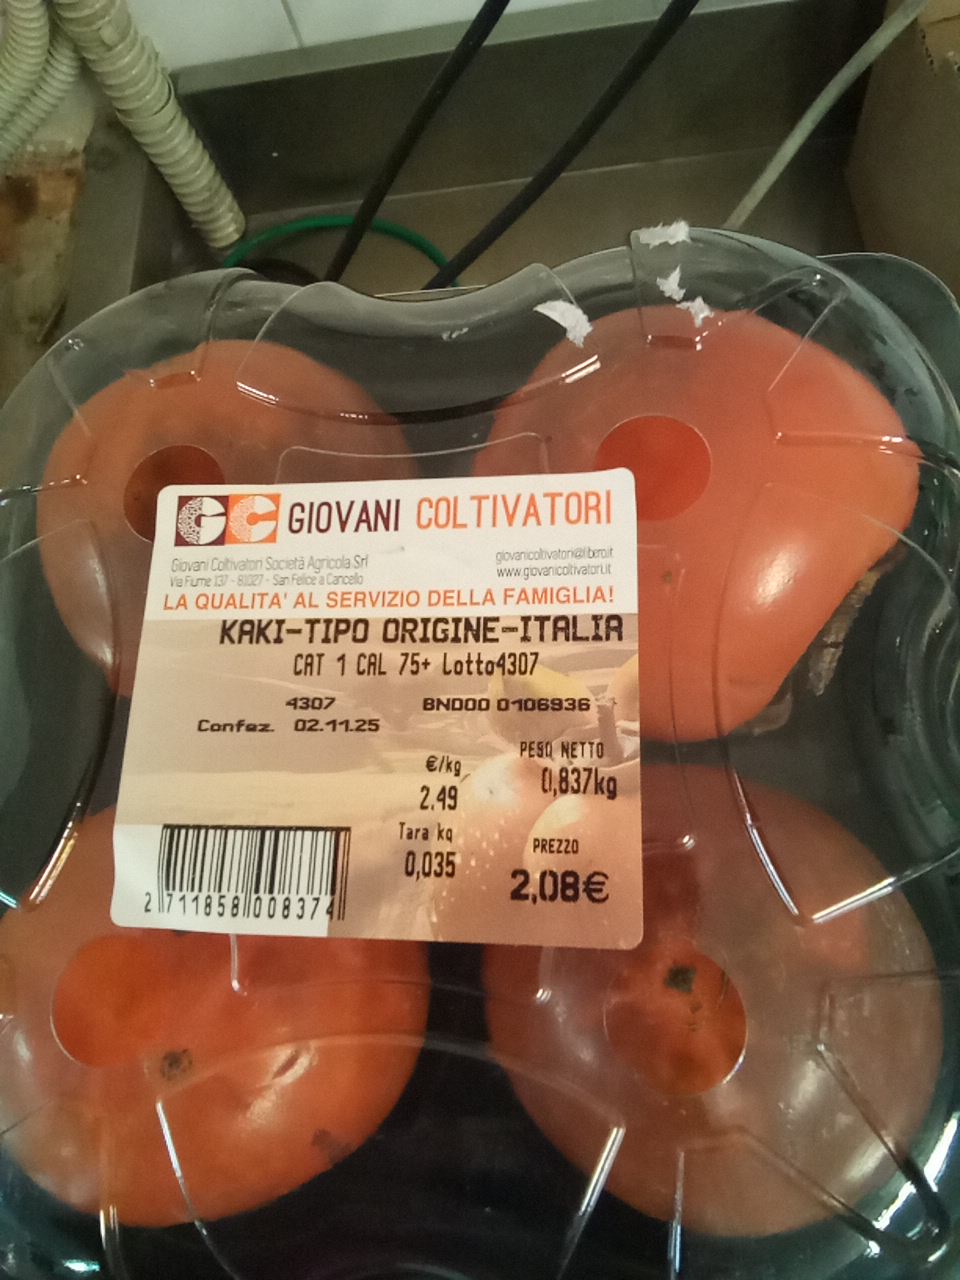 GC GIOVANI COLTIVATORI
Giovani Coltivatori Società Agricola Srl
giovanicoltivatori@libero.it
Via Fiume 137 - 81027 - San Felice a Cancello
www.giovanicoltivatori.it
LA QUALITA' AL SERVIZIO DELLA FAMIGLIA!
KAKI-TIPO ORIGINE-ITALIA
CAT 1 CAL 75+ Lotto4307
4307 BNDOO 0106936
Confez. 02.11.25
€/kg
PESO NETTO
2.49
0,837kg
Tara kg
PREZZO
0,035
2,08€
2 711858 008374